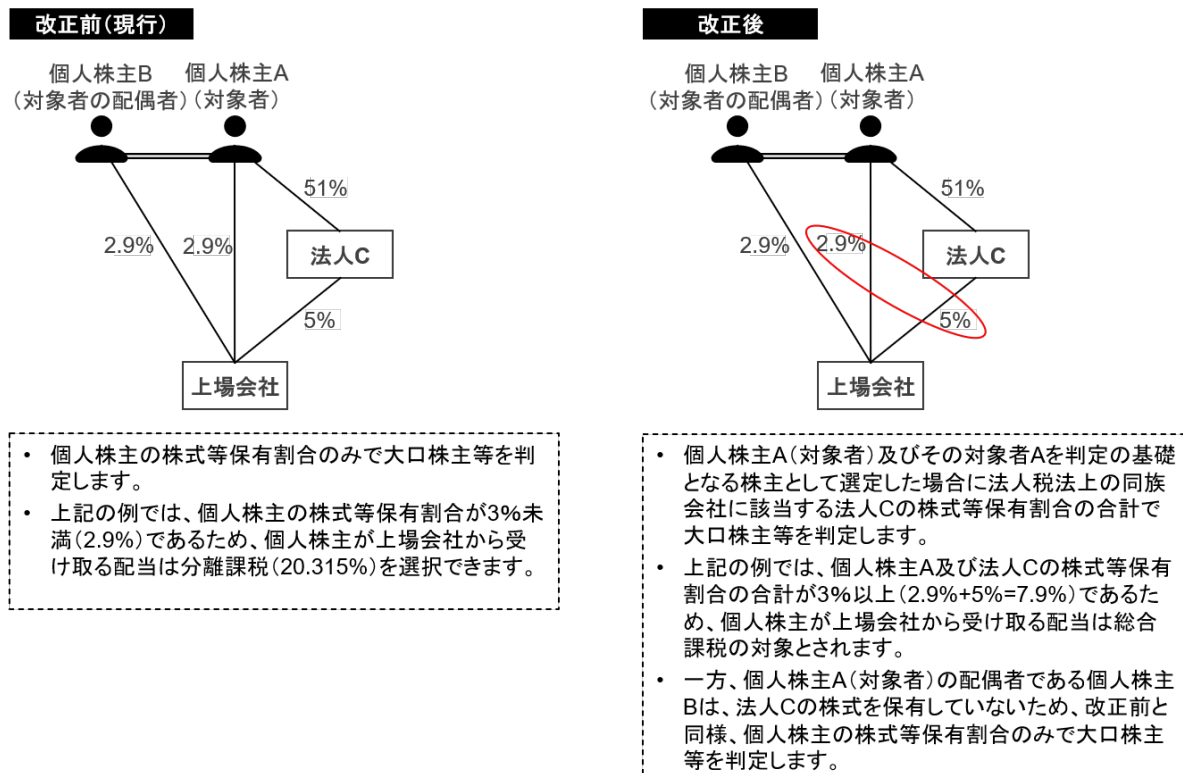 改正前(現行)
個人株主B 個人株主A
(対象者の配偶者)(対象者)
51%
2.9% 2.9%
法人C
5%
上場会社
・ 個人株主の株式等保有割合のみで大口株主等を判
定します。
・ 上記の例では、個人株主の株式等保有割合が3%未
満(2.9%)であるため、個人株主が上場会社から受
け取る配当は分離課税(20.315%)を選択できます。
改正後
個人株主B 個人株主A
(対象者の配偶者)(対象者)
51%
2.9% 2.9%
法人C
5%
上場会社
・ 個人株主A(対象者)及びその対象者Aを判定の基礎
となる株主として選定した場合に法人税法上の同族
会社に該当する法人Cの株式等保有割合の合計で
大口株主等を判定します。
・ 上記の例では、個人株主A及び法人Cの株式等保有
割合の合計が3%以上(2.9%+5%=7.9%)であるた
め、個人株主が上場会社から受け取る配当は総合
課税の対象とされます。
・ 一方、個人株主A(対象者)の配偶者である個人株主
Bは、法人Cの株式を保有していないため、改正前と
同様、個人株主の株式等保有割合のみで大口株主
等を判定します。